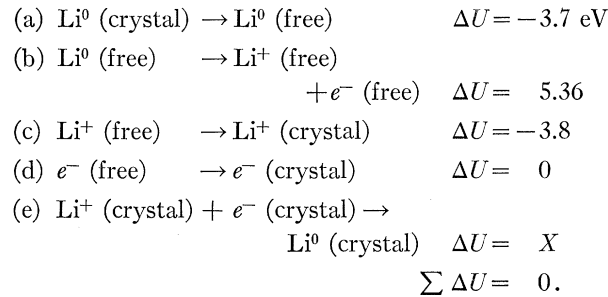 (a) Li⁰ (crystal) → Li⁰ (free) ΔU = −3.7 eV
(b) Li⁰ (free) → Li⁺ (free)
+e⁻ (free) ΔU = 5.36
(c) Li⁺ (free) → Li⁺ (crystal) ΔU = −3.8
(d) e⁻ (free) → e⁻ (crystal) ΔU = 0
(e) Li⁺ (crystal) + e⁻ (crystal) →
Li⁰ (crystal) ΔU = X
∑ ΔU = 0.